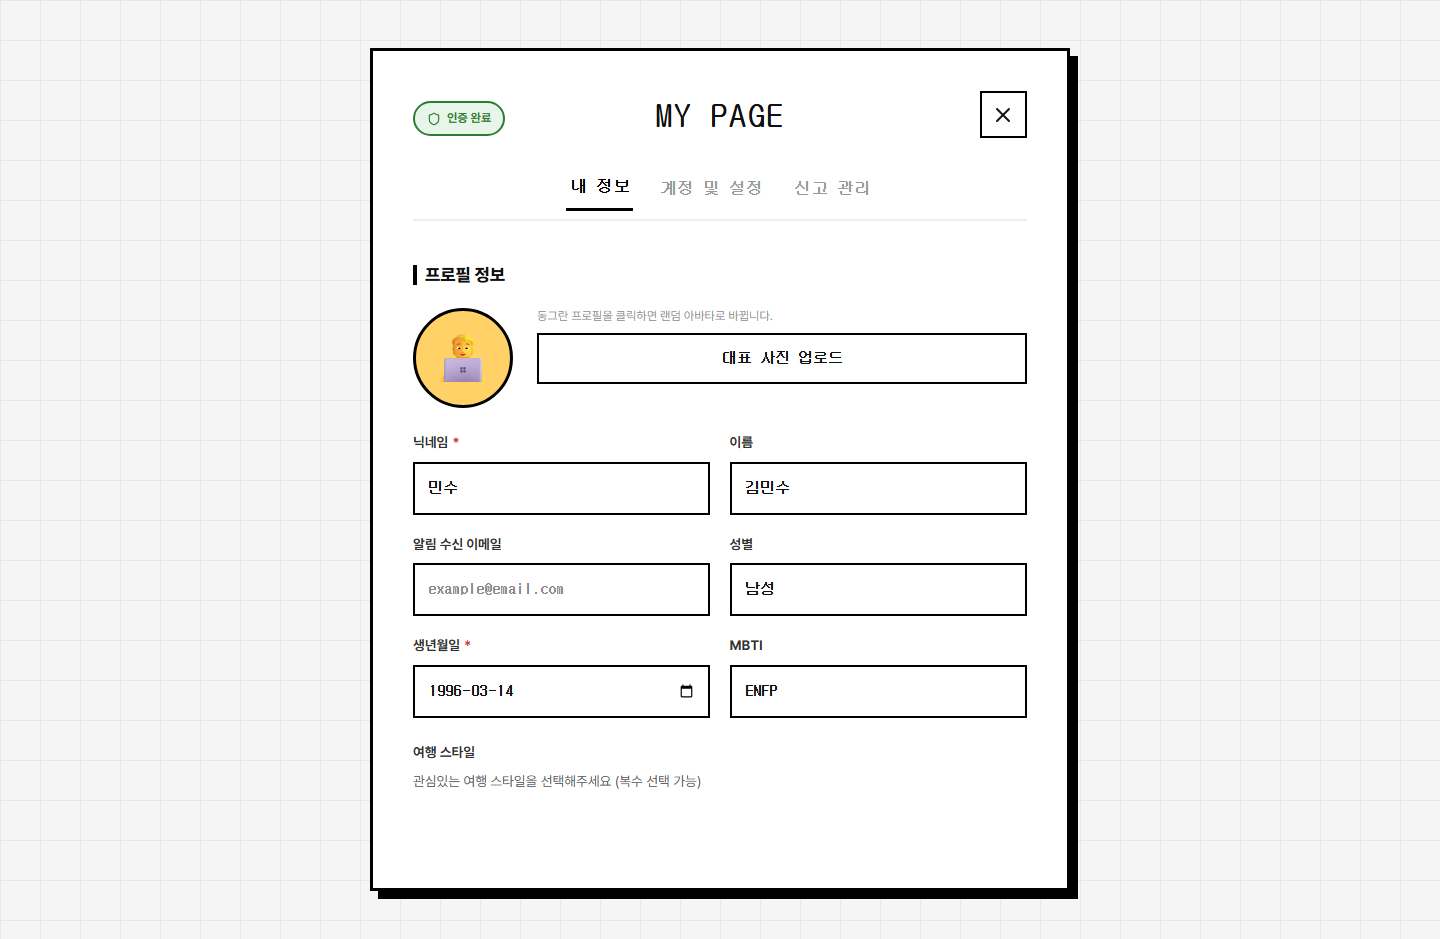 인증 완료
MY PAGE
내 정보 계정 및 설정 신고 관리
프로필 정보
동그란 프로필을 클릭하면 랜덤 아바타로 바뀝니다.
대표 사진 업로드
닉네임 * 이름
민수 김민수
알림 수신 이메일 성별
example@email.com 남성
생년월일 * MBTI
1996-03-14 ENFP
여행 스타일
관심있는 여행 스타일을 선택해주세요 (복수 선택 가능)